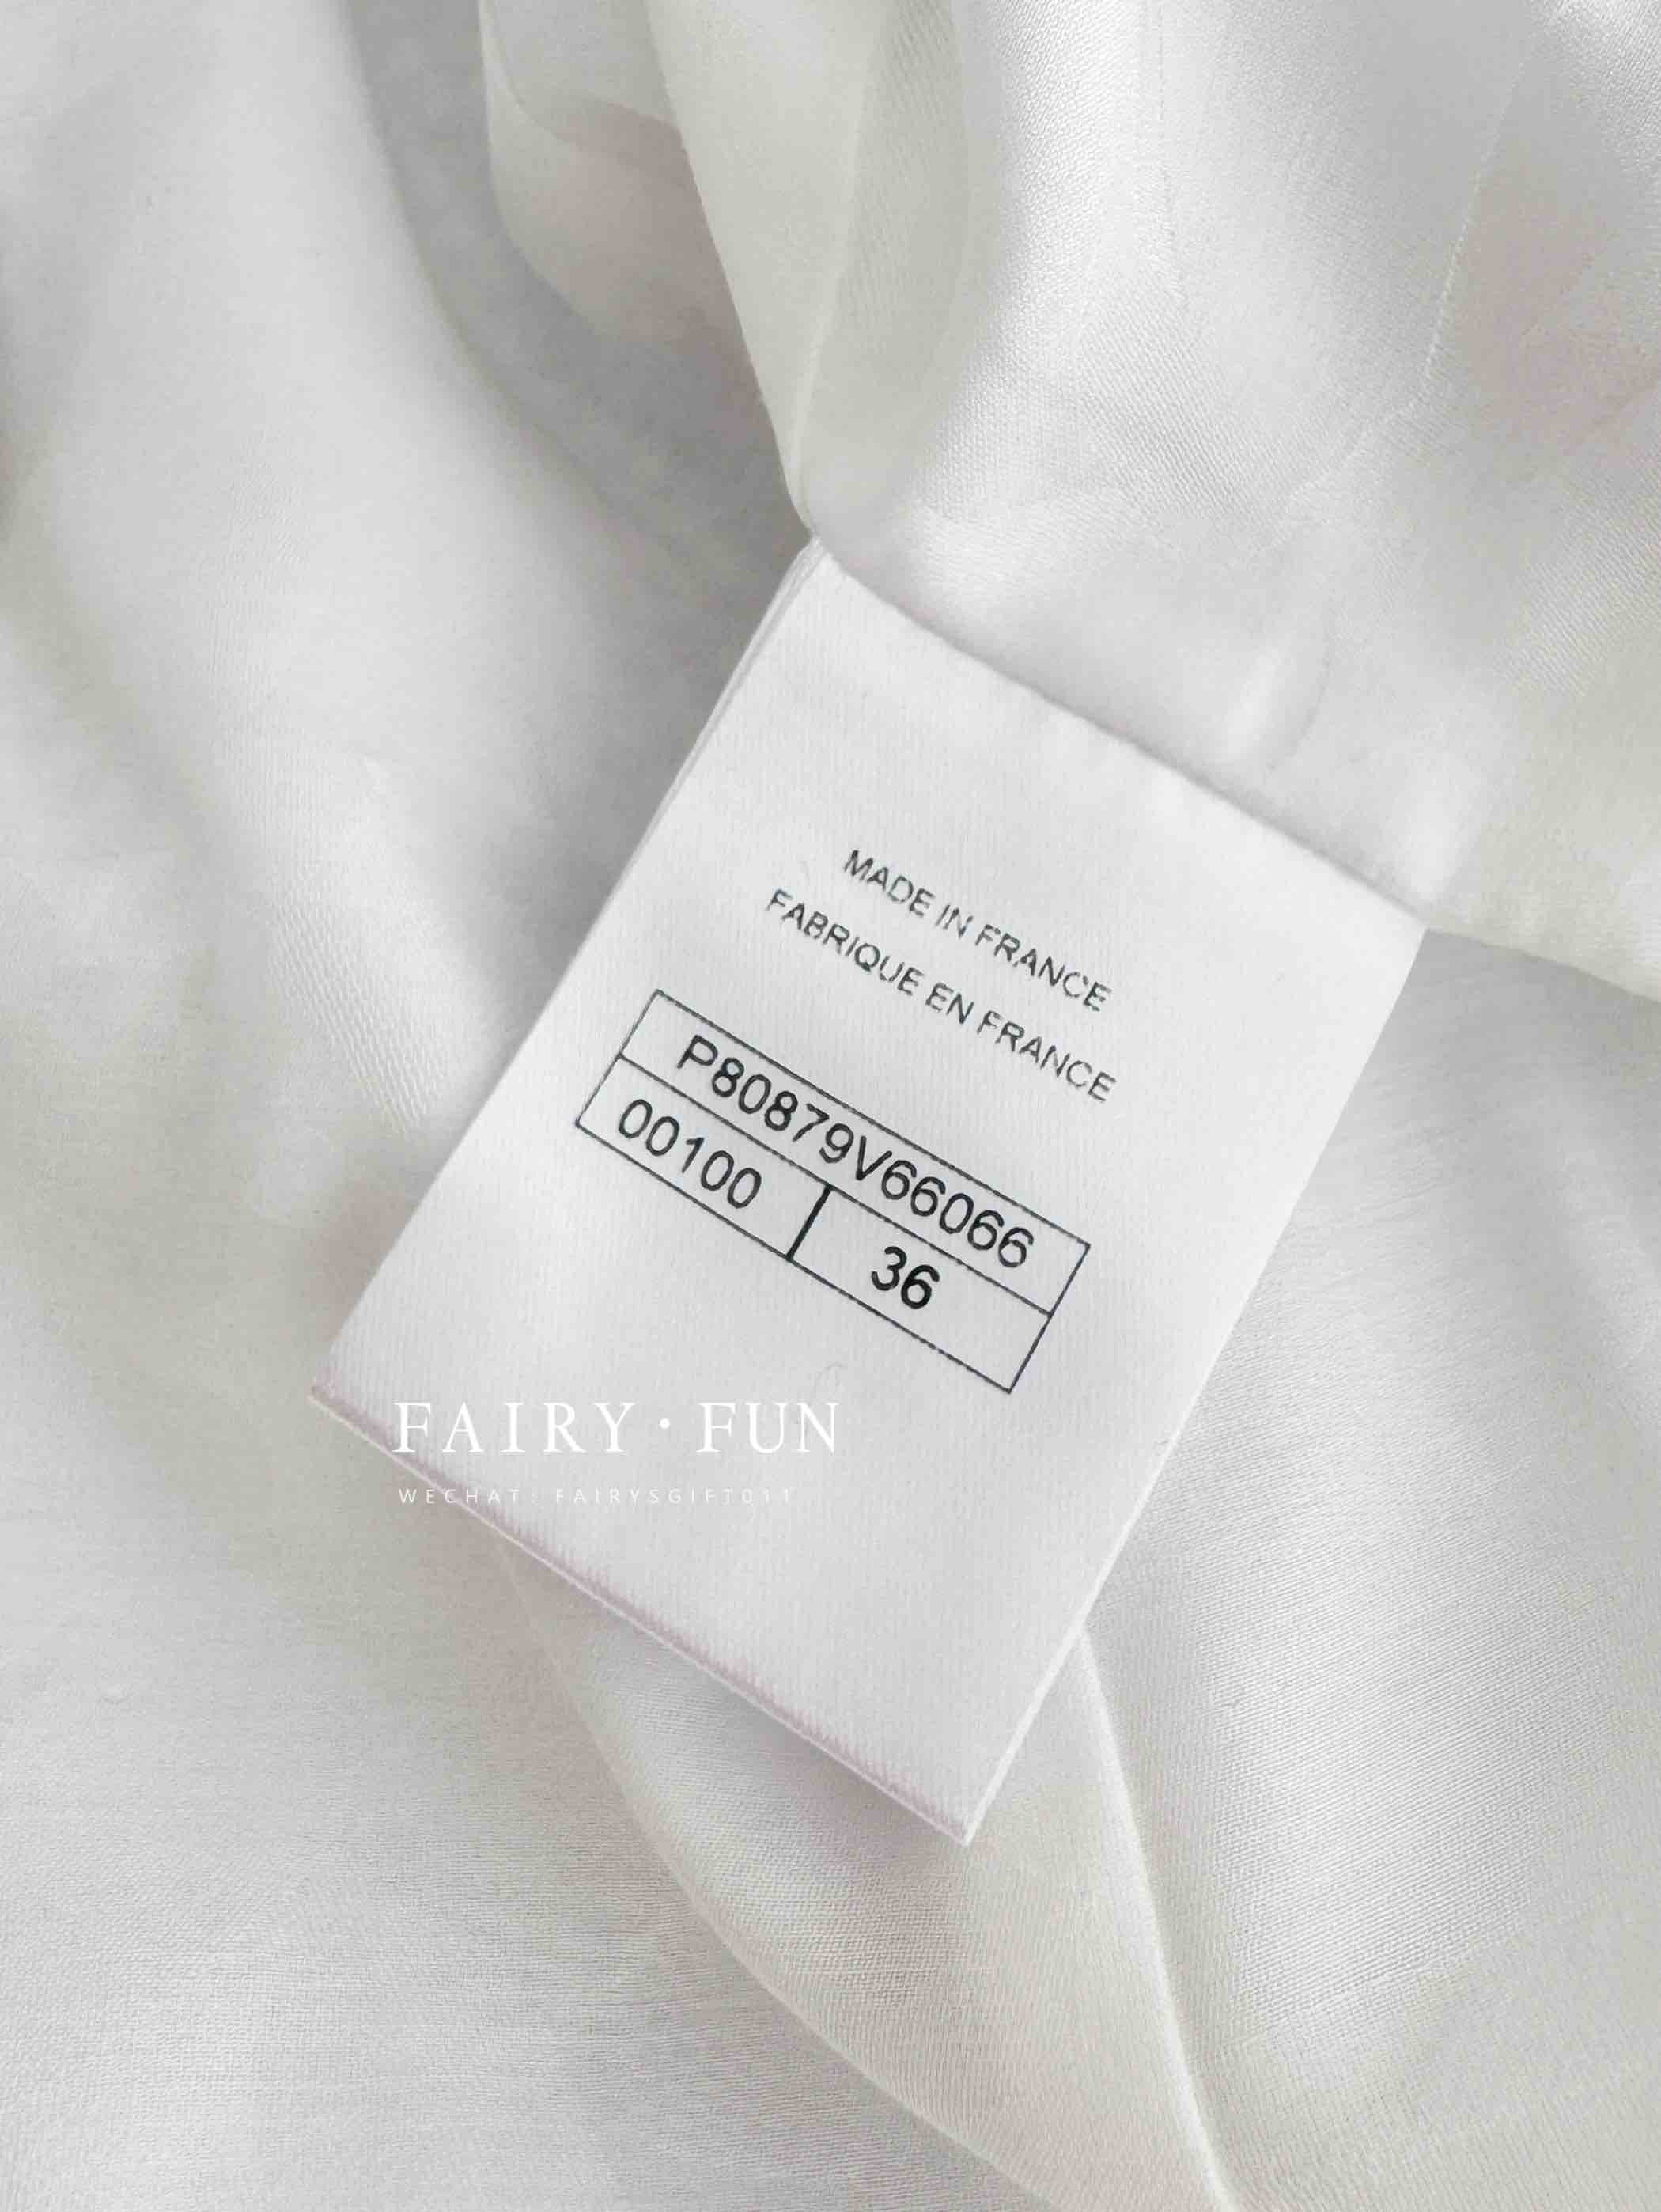 MADE IN FRANCE
FABRIQUE EN FRANCE
P80879V66066
00100 36
FAIRY·FUN
WECHAT: FAIRYSGIFT011